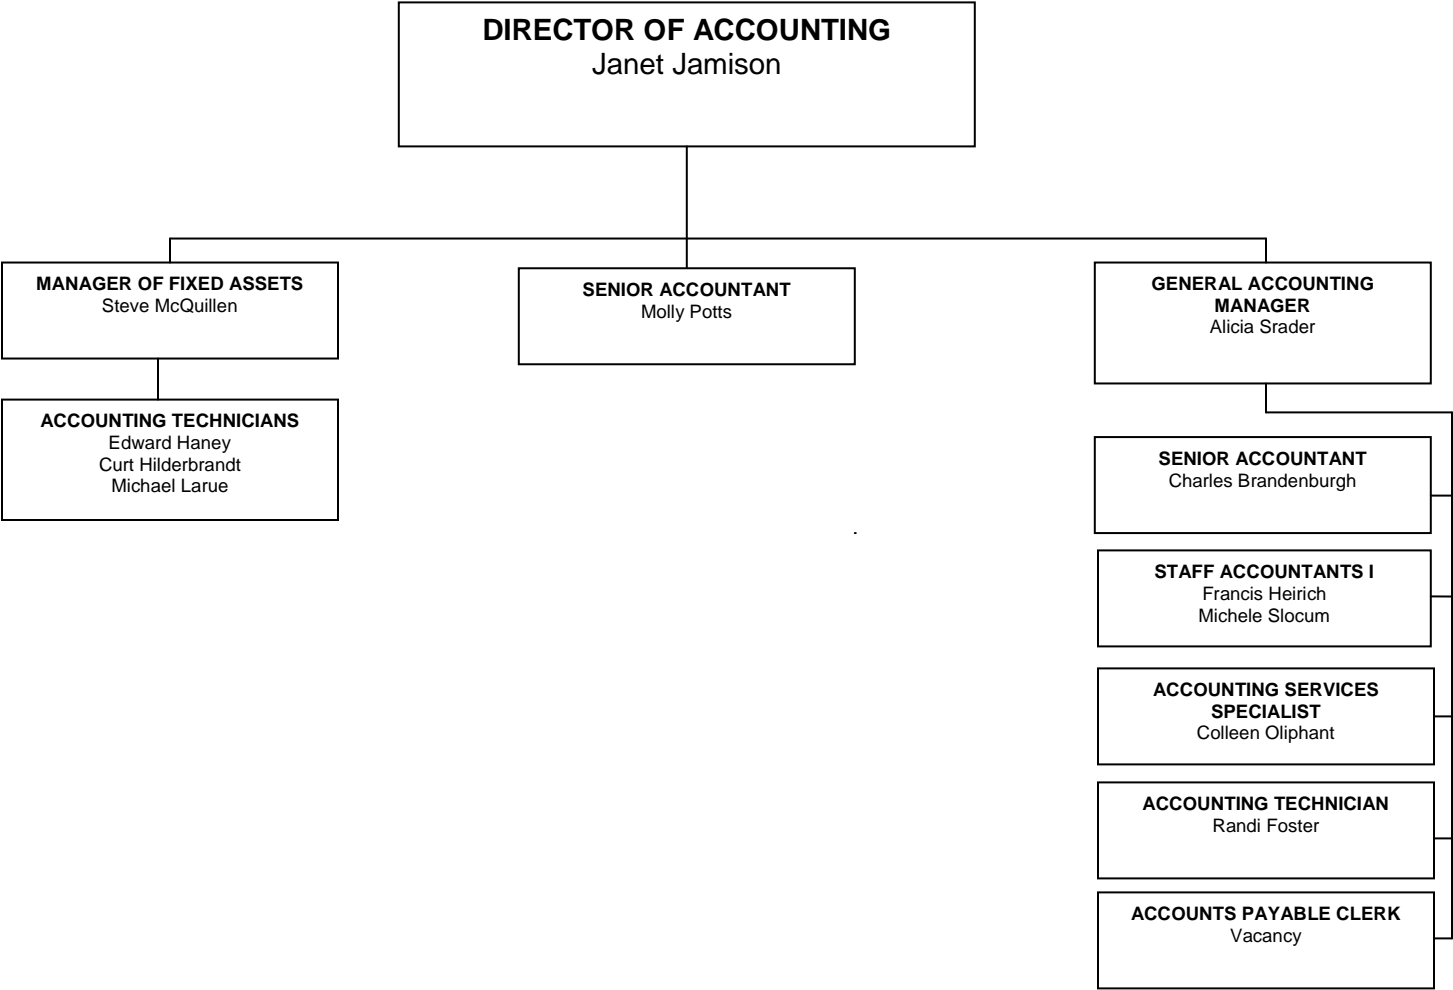 DIRECTOR OF ACCOUNTING
Janet Jamison
MANAGER OF FIXED ASSETS
Steve McQuillen
SENIOR ACCOUNTANT
Molly Potts
GENERAL ACCOUNTING
MANAGER
Alicia Srader
ACCOUNTING TECHNICIANS
Edward Haney
Curt Hilderbrandt
Michael Larue
SENIOR ACCOUNTANT
Charles Brandenburgh
.
STAFF ACCOUNTANTS I
Francis Heirich
Michele Slocum
ACCOUNTING SERVICES
SPECIALIST
Colleen Oliphant
ACCOUNTING TECHNICIAN
Randi Foster
ACCOUNTS PAYABLE CLERK
Vacancy